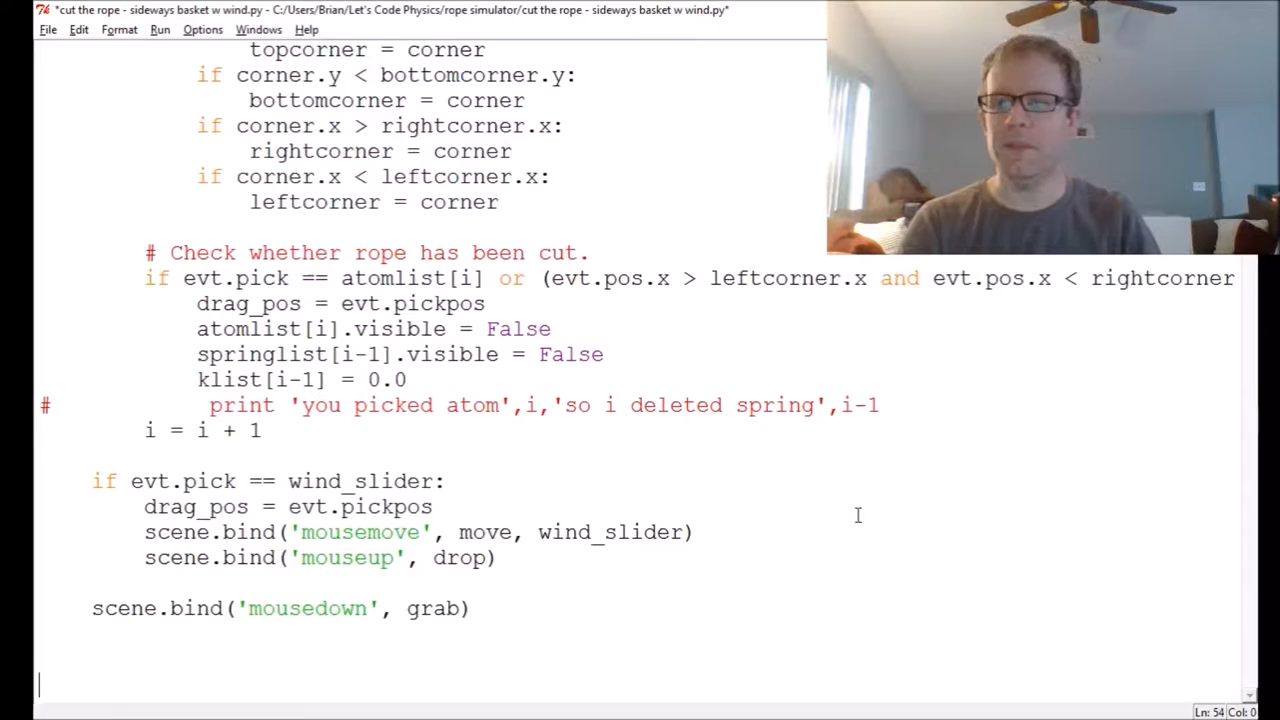 *cut the rope - sideways basket w wind.py - C:/Users/Brian/Let's Code Physics/rope simulator/cut the rope - sideways basket w wind.py*
File Edit Format Run Options Windows Help
topcorner = corner
if corner.y < bottomcorner.y:
bottomcorner = corner
if corner.x > rightcorner.x:
rightcorner = corner
if corner.x < leftcorner.x:
leftcorner = corner
# Check whether rope has been cut.
if evt.pick == atomlist[i] or (evt.pos.x > leftcorner.x and evt.pos.x < rightcorner
drag_pos = evt.pickpos
atomlist[i].visible = False
springlist[i-1].visible = False
klist[i-1] = 0.0
# print 'you picked atom',i,'so i deleted spring',i-1
i = i + 1
if evt.pick == wind_slider:
drag_pos = evt.pickpos
scene.bind('mousemove', move, wind_slider)
scene.bind('mouseup', drop)
scene.bind('mousedown', grab)
Ln: 54 Col: 0